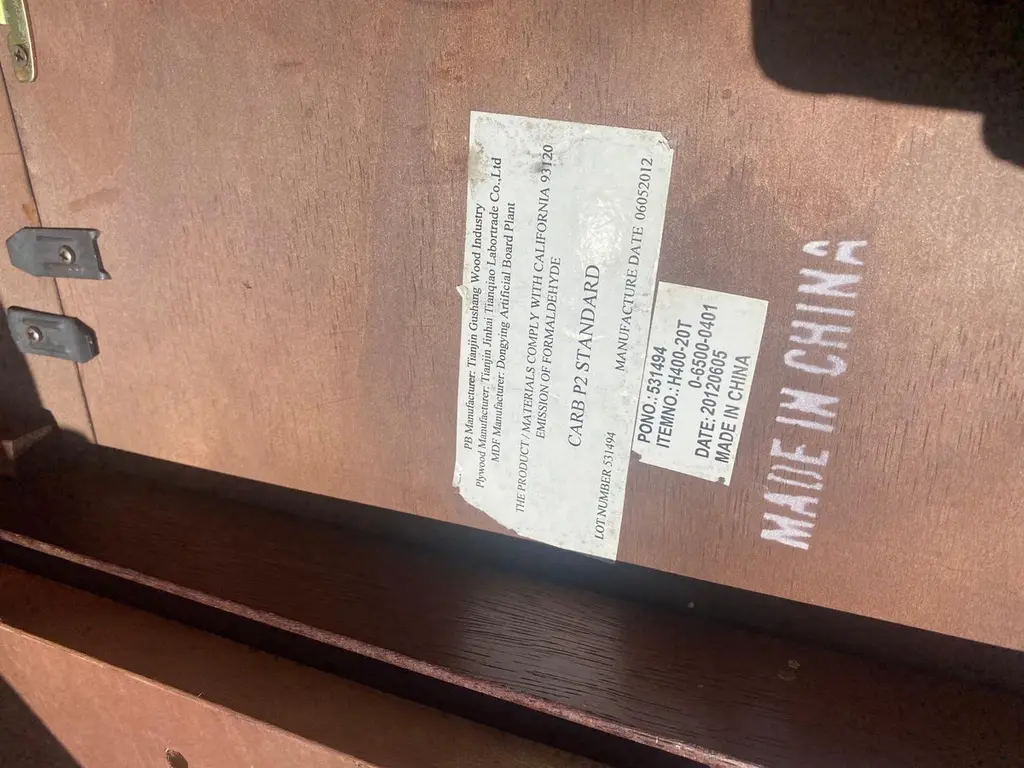 PB Manufacturer: Tianjin Gushang Wood Industry
Plywood Manufacturer: Tianjin Jinhai Tianqiao Labortrade Co.,Ltd
MDF Manufacturer: Dongying Artificial Board Plant
THE PRODUCT / MATERIALS COMPLY WITH CALIFORNIA 93120
EMISSION OF FORMALDEHYDE
CARB P2 STANDARD
LOT NUMBER 531494 MANUFACTURE DATE 06052012
PONO.: 531494
ITEMNO.: H400-20T
0-6500-0401
DATE: 20120605
MADE IN CHINA
MADE IN CHINA